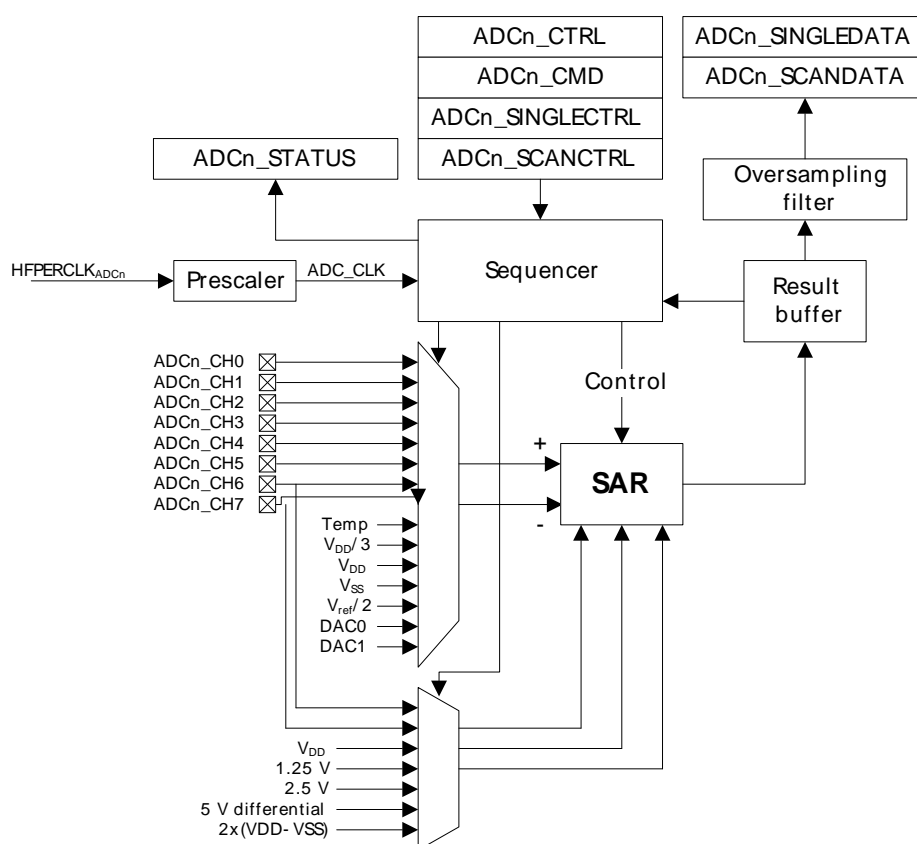 ADCn_CTRL
ADCn_CMD
ADCn_SINGLECTRL
ADCn_SCANCTRL
ADCn_SINGLEDATA
ADCn_SCANDATA
ADCn_STATUS
Oversampling
filter
HFPERCLKADCn
Prescaler
ADC_CLK
Sequencer
Result
buffer
ADCn_CH0
ADCn_CH1
ADCn_CH2
ADCn_CH3
ADCn_CH4
ADCn_CH5
ADCn_CH6
ADCn_CH7
Control
+
SAR
-
Temp
VDD/3
VDD
VSS
Vref/2
DAC0
DAC1
VDD
1.25 V
2.5 V
5 V differential
2x(VDD-VSS)